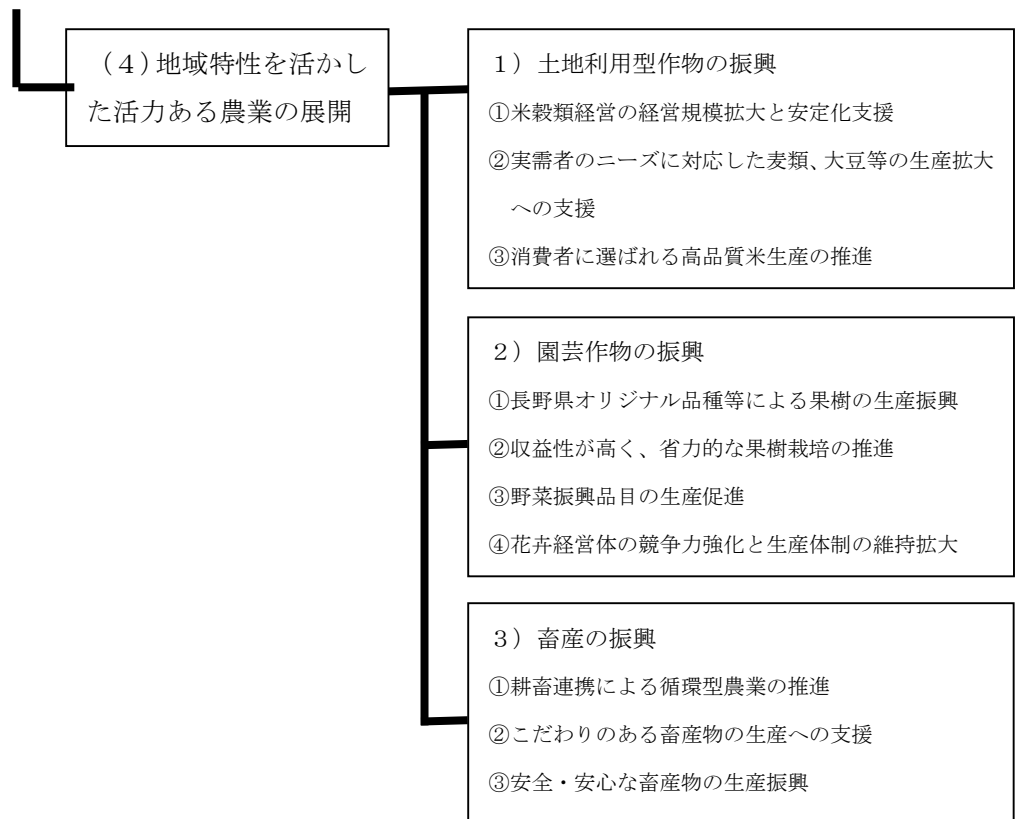 （４）地域特性を活かし
た活力ある農業の展開
１）土地利用型作物の振興
①米穀類経営の経営規模拡大と安定化支援
②実需者のニーズに対応した麦類、大豆等の生産拡大
への支援
③消費者に選ばれる高品質米生産の推進
２）園芸作物の振興
①長野県オリジナル品種等による果樹の生産振興
②収益性が高く、省力的な果樹栽培の推進
③野菜振興品目の生産促進
④花卉経営体の競争力強化と生産体制の維持拡大
３）畜産の振興
①耕畜連携による循環型農業の推進
②こだわりのある畜産物の生産への支援
③安全・安心な畜産物の生産振興